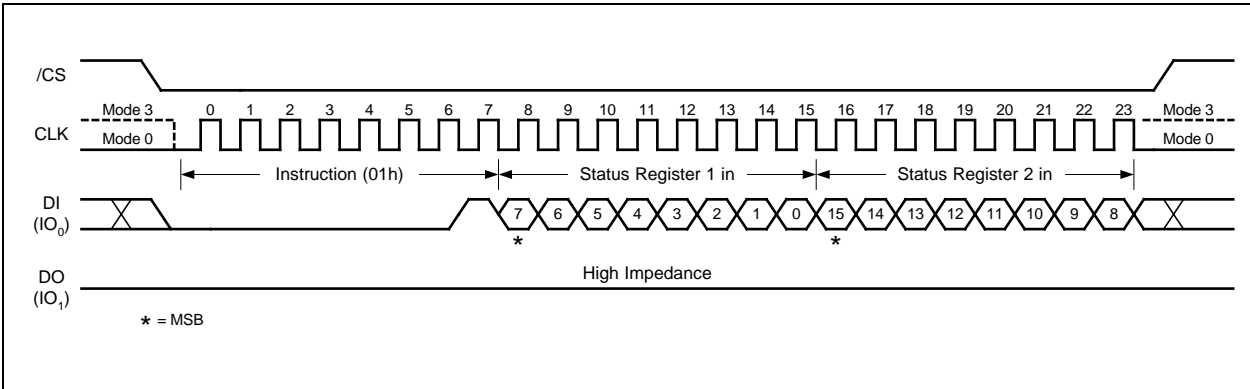 /CS
Mode 3 0 1 2 3 4 5 6 7 8 9 10 11 12 13 14 15 16 17 18 19 20 21 22 23 Mode 3
CLK
Mode 0 Mode 0
Instruction (01h) Status Register 1 in Status Register 2 in
DI
(IO0)
7 6 5 4 3 2 1 0 15 14 13 12 11 10 9 8
* *
High Impedance
DO
(IO1)
* = MSB